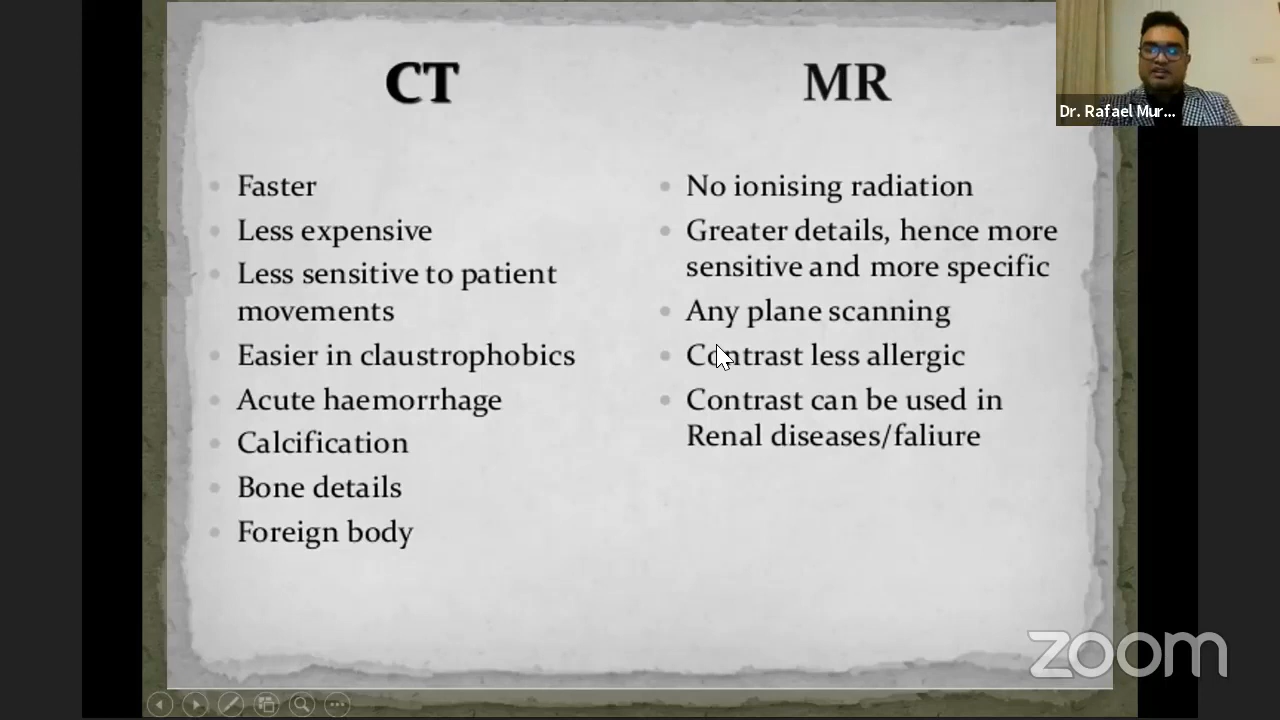 CT
Faster
Less expensive
Less sensitive to patient
movements
Easier in claustrophobics
Acute haemorrhage
Calcification
Bone details
Foreign body
MR
No ionising radiation
Greater details, hence more
sensitive and more specific
Any plane scanning
Contrast less allergic
Contrast can be used in
Renal diseases/faliure
Dr. Rafael Mur...
zoom